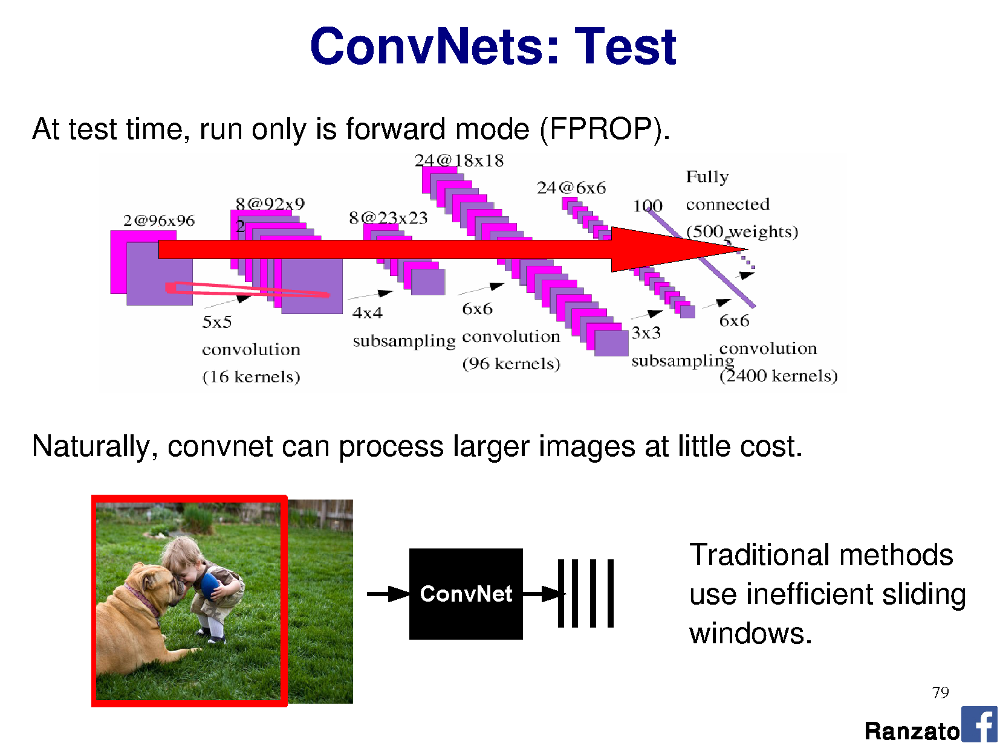 ConvNets: Test
At test time, run only is forward mode (FPROP).
2@96x96
8@92x9
2
8@23x23
24@18x18
24@6x6
100
Fully
connected
(500 weights)
5
5x5
convolution
(16 kernels)
4x4
subsampling
6x6
convolution
(96 kernels)
3x3
subsampling
6x6
convolution
(2400 kernels)
Naturally, convnet can process larger images at little cost.
ConvNet
Traditional methods
use inefficient sliding
windows.
79
Ranzato